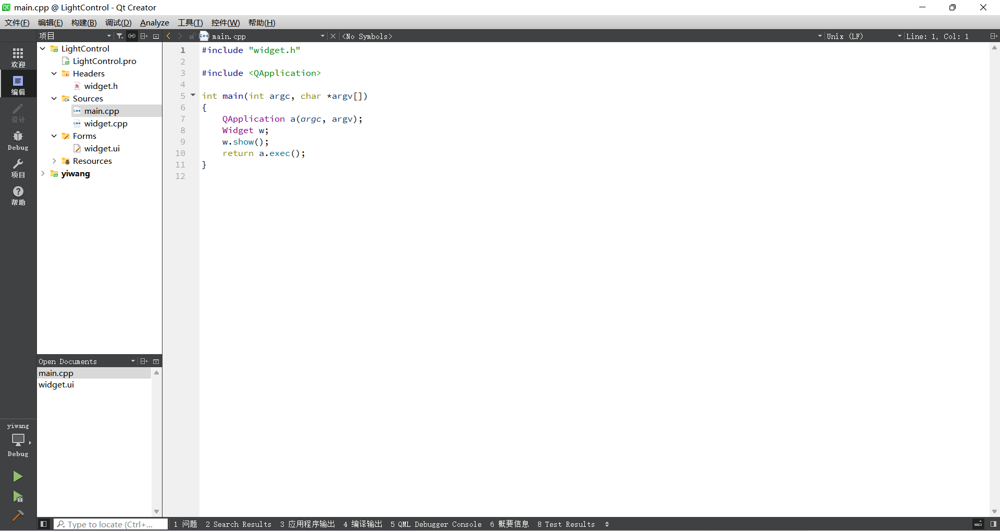 main.cpp @ LightControl - Qt Creator
文件(F) 编辑(E) 构建(B) 调试(D) Analyze 工具(T) 控件(W) 帮助(H)
项目 main.cpp <No Symbols> Unix (LF) Line: 1, Col: 1
欢迎
编辑
设计
Debug
项目
帮助
LightControl
LightControl.pro
Headers
widget.h
Sources
main.cpp
widget.cpp
Forms
widget.ui
Resources
yiwang
1 #include "widget.h"
2
3 #include <QApplication>
4
5 int main(int argc, char *argv[])
6 {
7 QApplication a(argc, argv);
8 Widget w;
9 w.show();
10 return a.exec();
11 }
12
Open Documents
main.cpp
widget.ui
yiwang
Debug
Type to locate (Ctrl+... 1 问题 2 Search Results 3 应用程序输出 4 编译输出 5 QML Debugger Console 6 概要信息 8 Test Results